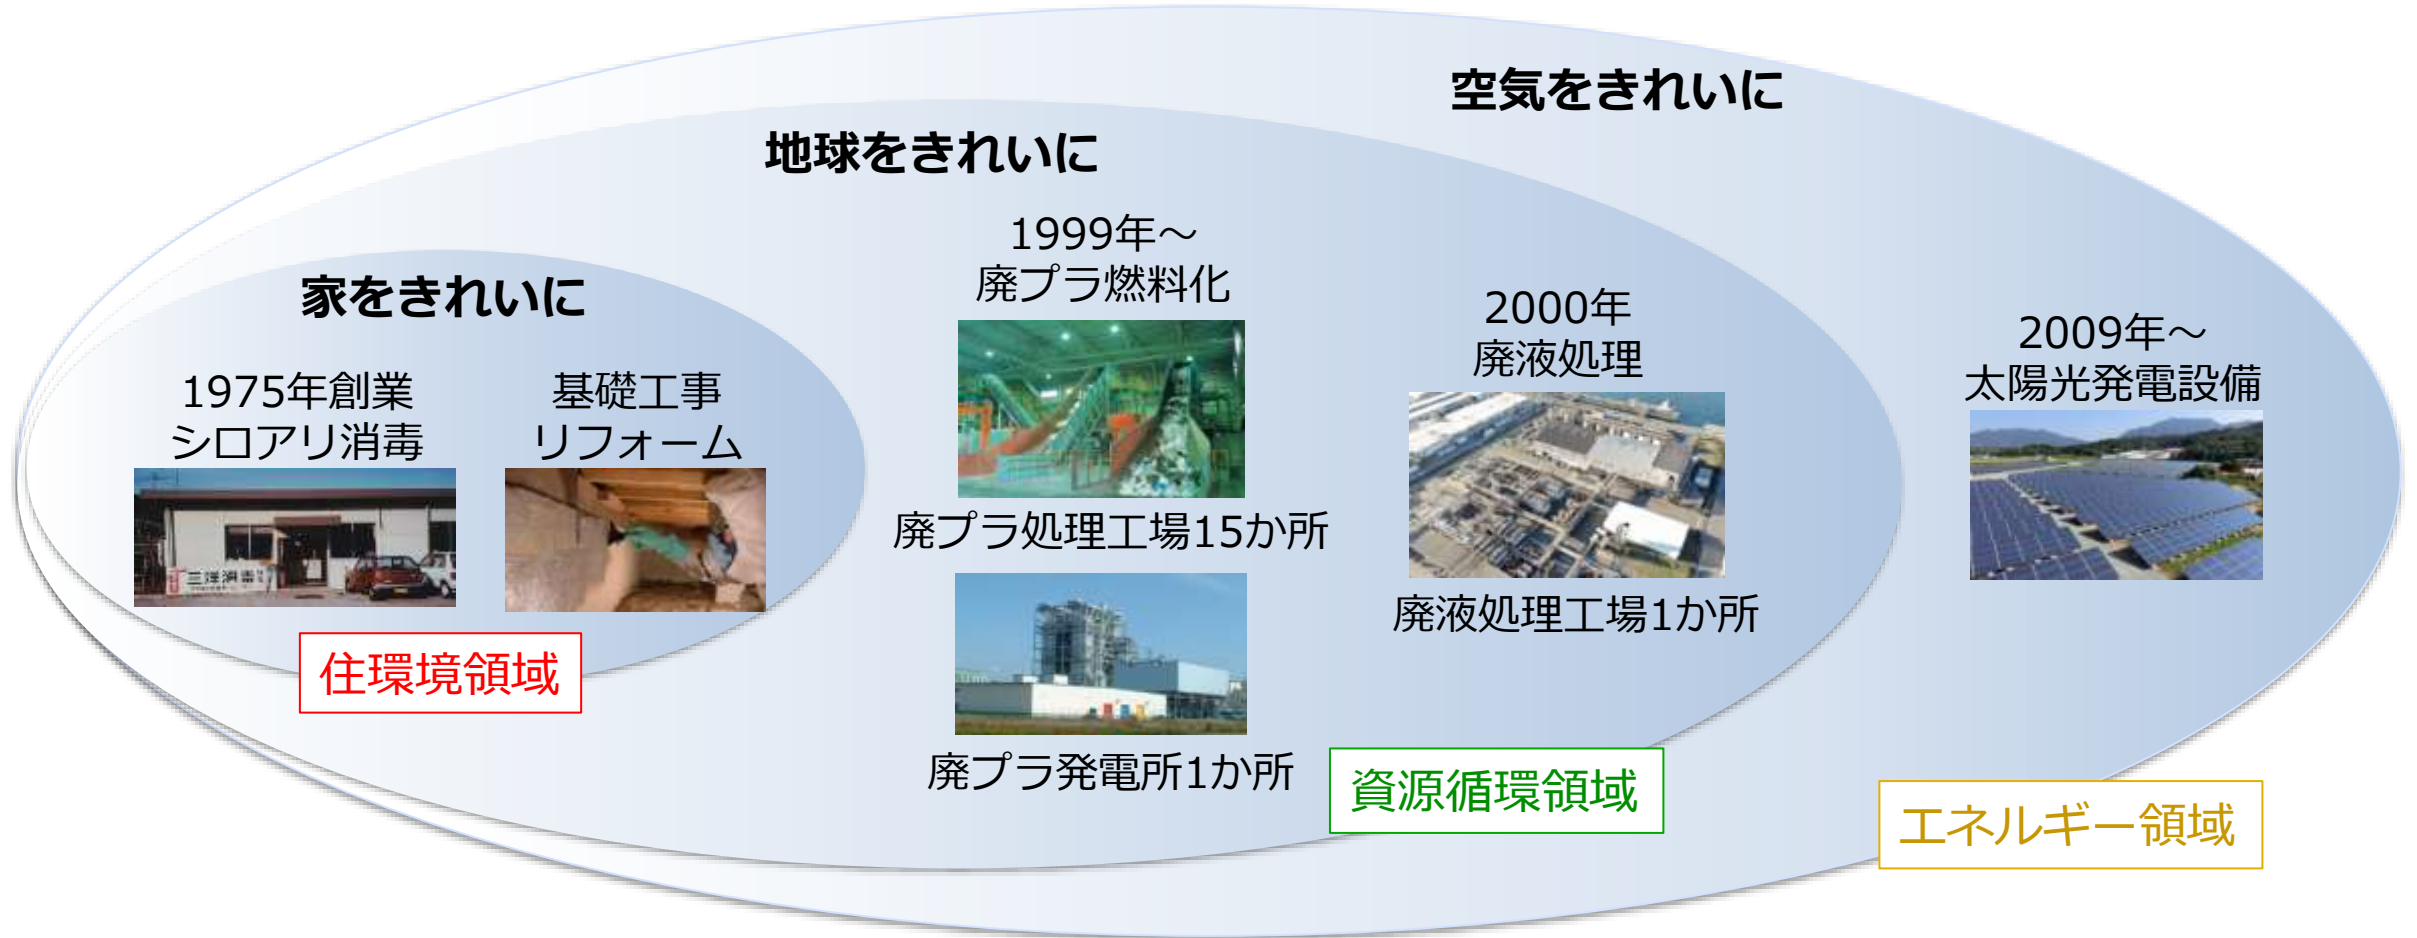 空気をきれいに
地球をきれいに
家をきれいに
1975年創業
シロアリ消毒
基礎工事
リフォーム
住環境領域
1999年～
廃プラ燃料化
廃プラ処理工場15か所
廃プラ発電所1か所
2000年
廃液処理
廃液処理工場1か所
資源循環領域
2009年～
太陽光発電設備
エネルギー領域